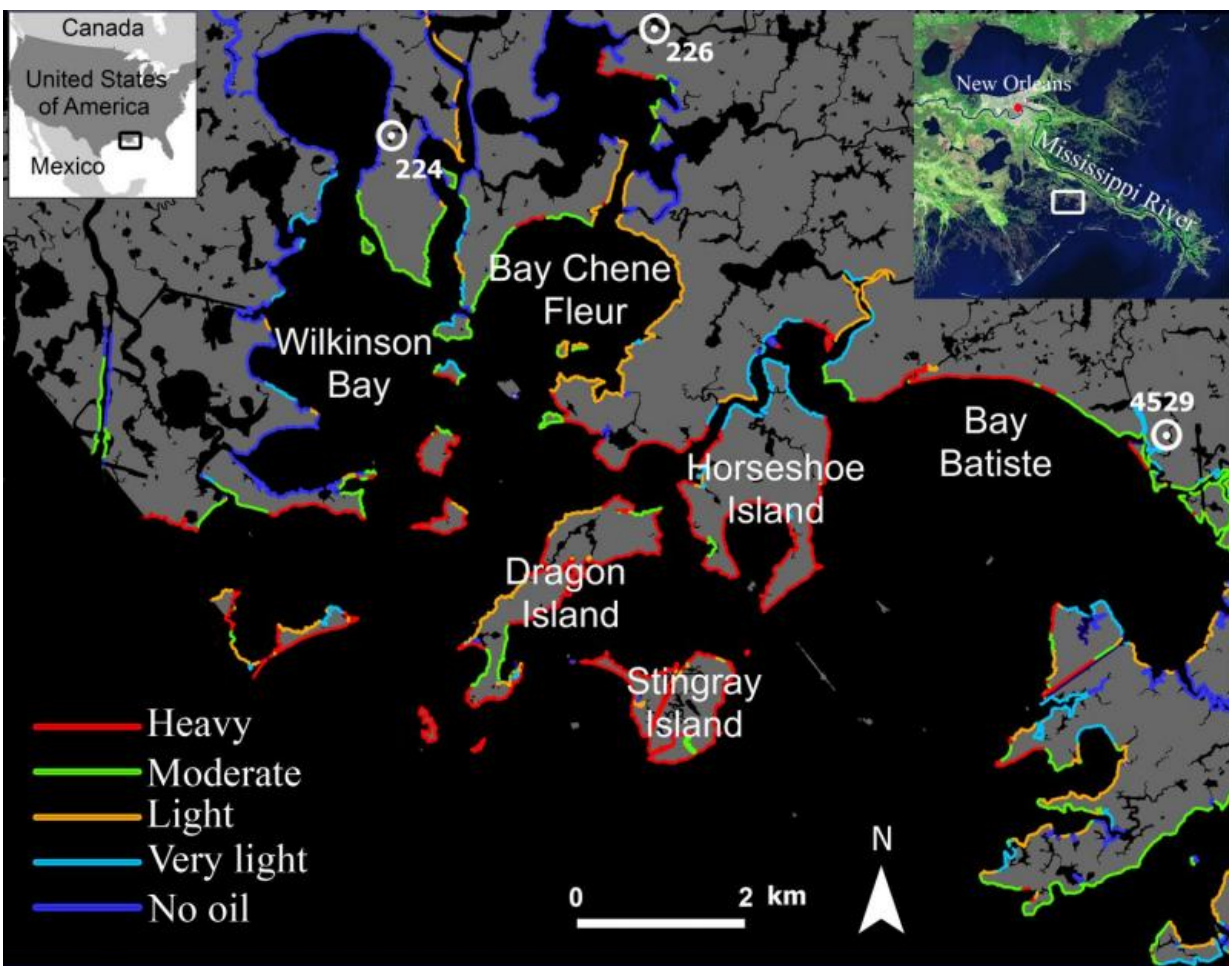 Canada
United States
of America
Mexico
226
224
New Orleans
Mississippi River
Bay Chene
Fleur
Wilkinson
Bay
4529
Bay
Batiste
Horseshoe
Island
Dragon
Island
Stingray
Island
Heavy
Moderate
Light
Very light
No oil
0 2 km
N